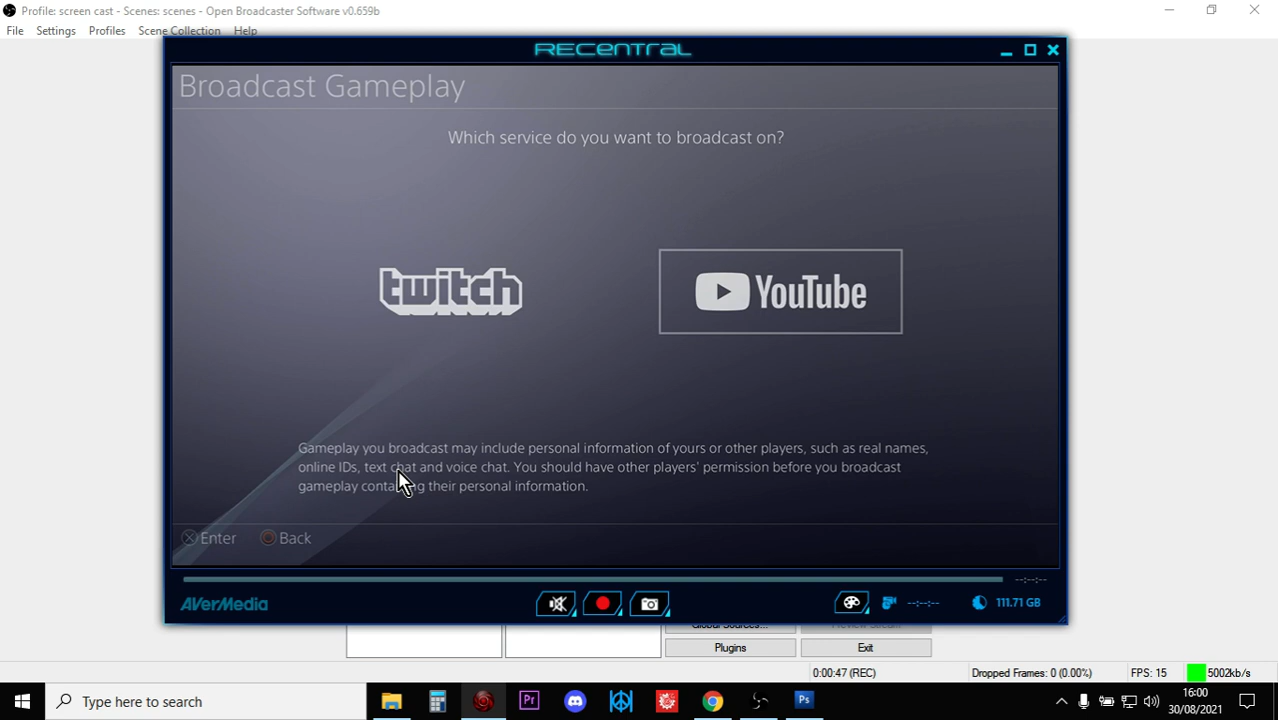 Profile: screen cast - Scenes: scenes - Open Broadcaster Software v0.659b
File Settings Profiles Scene Collection Help
RECentral
Broadcast Gameplay
Which service do you want to broadcast on?
twitch
YouTube
Gameplay you broadcast may include personal information of yours or other players, such as real names,
online IDs, text chat and voice chat. You should have other players' permission before you broadcast
gameplay their personal information.
Enter Back
--:--:--
AVerMedia
--:--:-- 111.71 GB
Global Sources...
Plugins Exit
0:00:47 (REC) Dropped Frames: 0 (0.00%) FPS: 15 5002kb/s
Type here to search
Pr Ps
16:00
30/08/2021